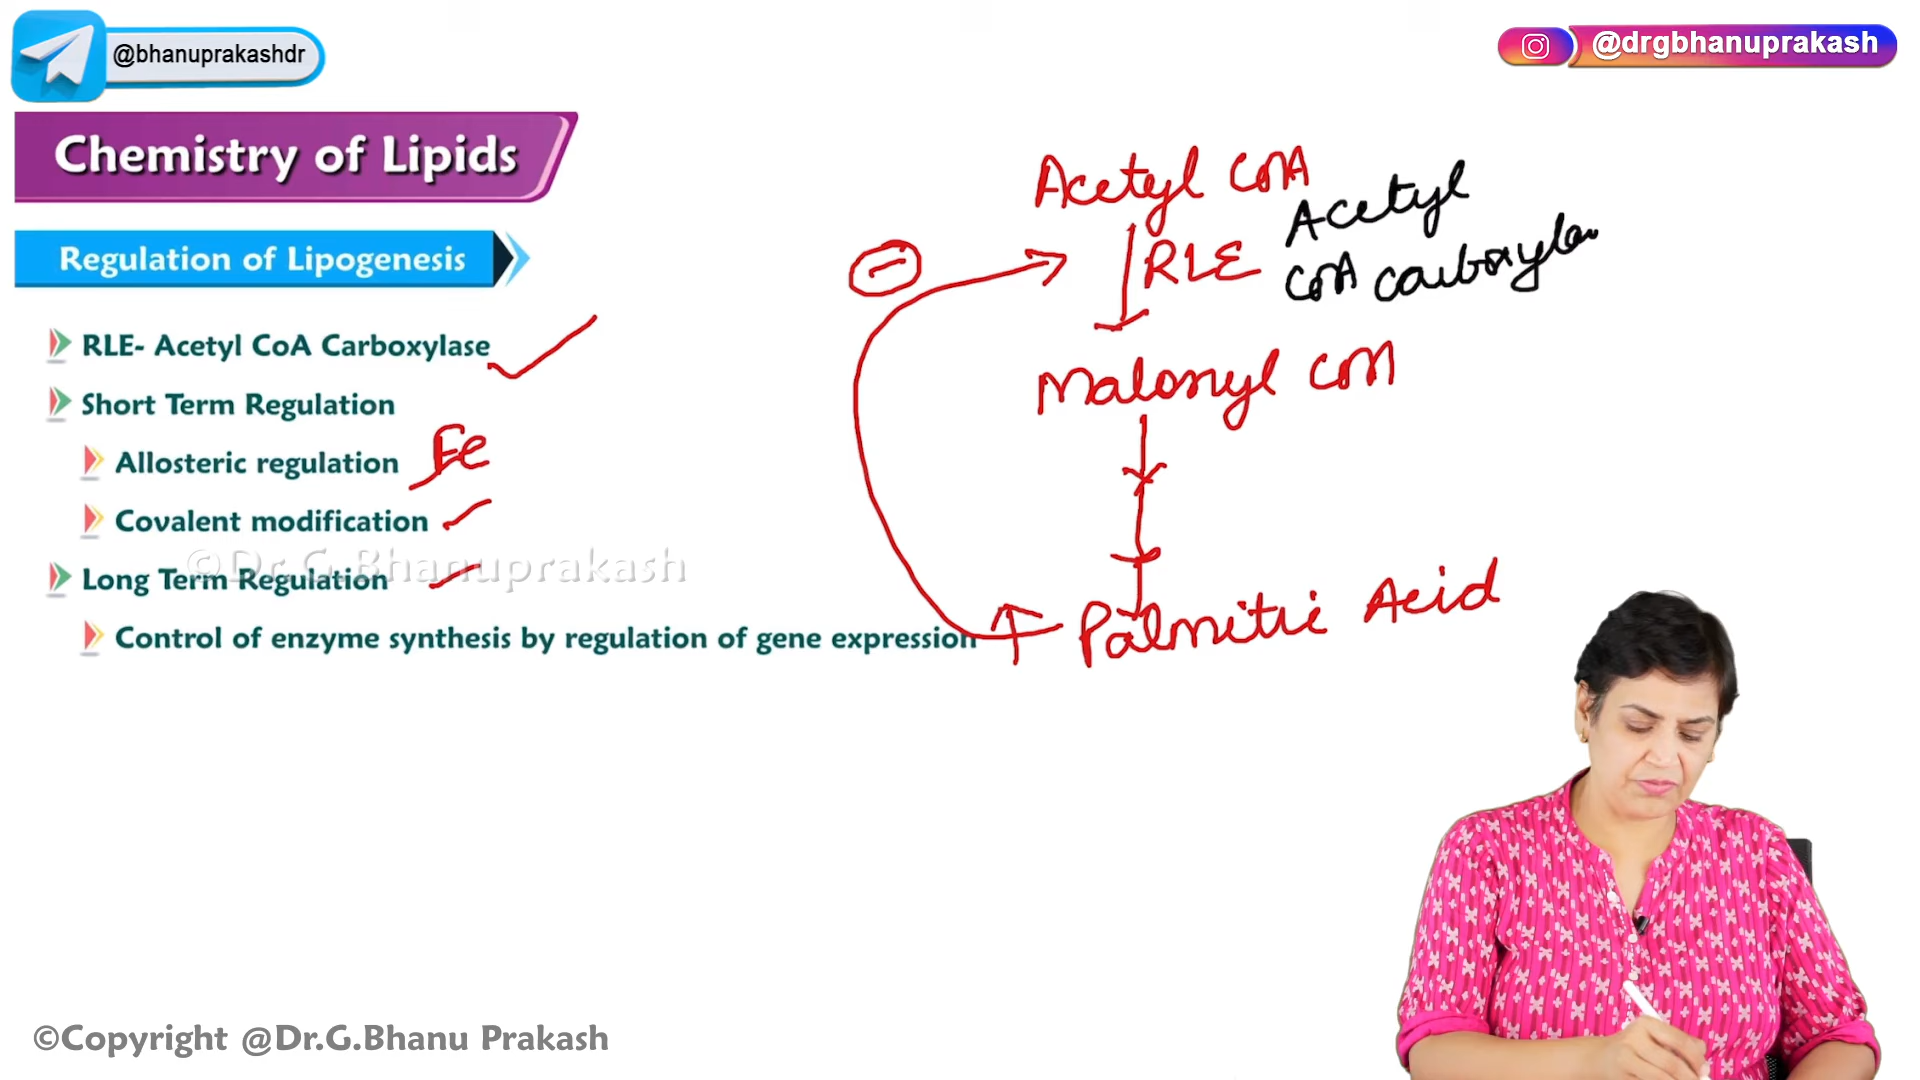 @bhanuprakashdr
@drgbhanuprakash
Chemistry of Lipids
Regulation of Lipogenesis
RLE- Acetyl CoA Carboxylase
Short Term Regulation
Allosteric regulation Fe
Covalent modification
©Dr.G.Bhanuprakash
Long Term Regulation
Control of enzyme synthesis by regulation of gene expression
Acetyl CoA
RLE
Acetyl
CoA
Malonyl CoA
Palmitic Acid
©Copyright @Dr.G.Bhanu Prakash